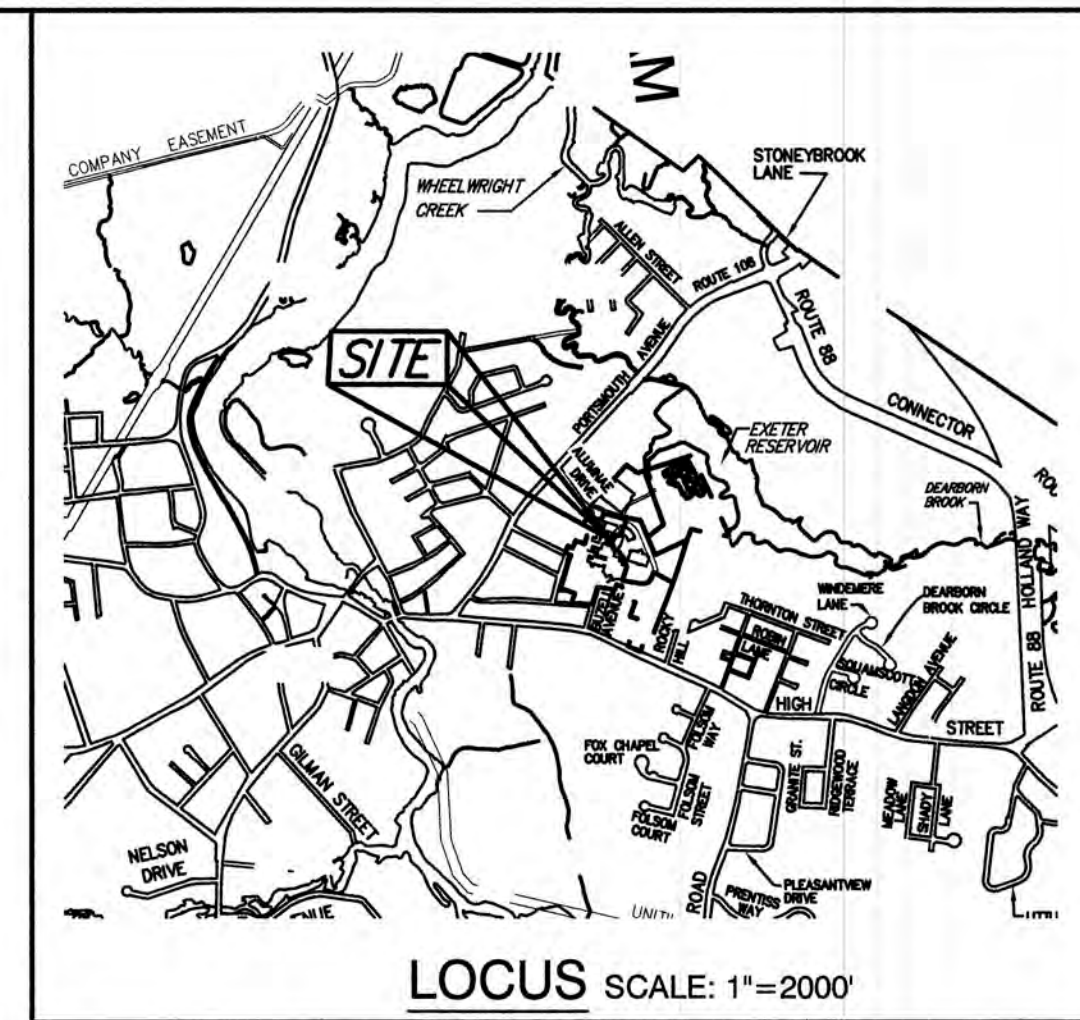 M
COMPANY EASEMENT
STONEYBROOK
LANE
WHEELWRIGHT
CREEK
ALLEN STREET
ROUTE 108
ROUTE 88
SITE
PORTSMOUTH AVENUE
CONNECTOR
EXETER
RESERVOIR
ALUMNAE
DRIVE
DEARBORN
BROOK
HOLLAND WAY
WINDEMERE
LANE
DEARBORN
BROOK CIRCLE
THORNTON STREET
BUZELL
AVENUE
ROCKY
HILL
ROBIN
LANE
SQUAMSCOTT
CIRCLE
LANGDON AVENUE
ROUTE 88
HIGH
STREET
FOLSOM
WAY
FOX CHAPEL
COURT
GRANITE ST.
RIDGEWOOD
TERRACE
MEADOW
LANE
SHADY
LANE
GILMAN STREET
FOLSOM
STREET
FOLSOM
COURT
NELSON
DRIVE
PLEASANTVIEW
DRIVE
ROAD
PRENTISS
WAY
LOCUS SCALE: 1"=2000'